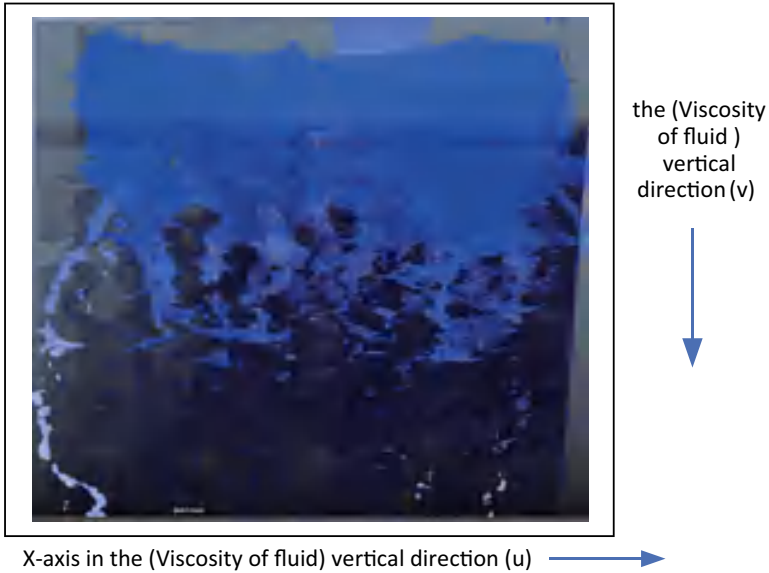 the (Viscosity
of fluid )
vertical
direction (v)
X-axis in the (Viscosity of fluid) vertical direction (u)